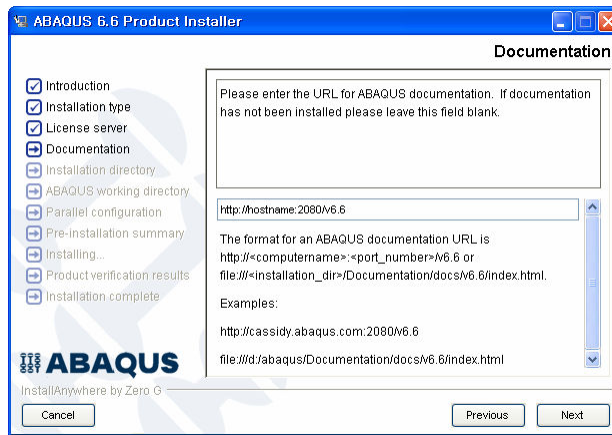 ABAQUS 6.6 Product Installer
Documentation
Introduction
Installation type
License server
Documentation
Installation directory
ABAQUS working directory
Parallel configuration
Pre-installation summary
Installing...
Product verification results
Installation complete
Please enter the URL for ABAQUS documentation. If documentation
has not been installed please leave this field blank.
http://hostname:2080/v6.6
The format for an ABAQUS documentation URL is
http://<computername>:<port_number>/v6.6 or
file:///<installation_dir>/Documentation/docs/v6.6/index.html.
Examples:
http://cassidy.abaqus.com:2080/v6.6
file:///d:/abaqus/Documentation/docs/v6.6/index.html
ABAQUS
InstallAnywhere by Zero G
Cancel
Previous
Next